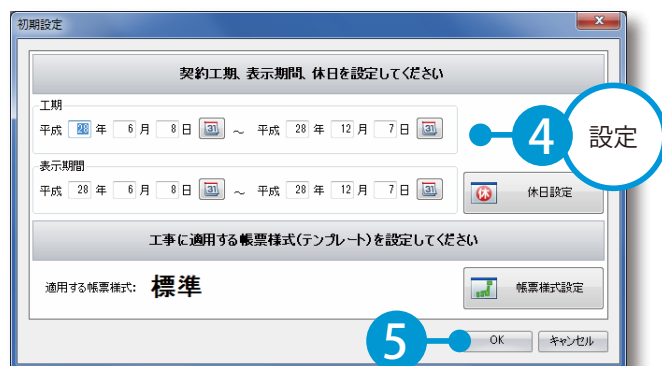 初期設定
契約工期、表示期間、休日を設定してください
工期
平成 28 年 6 月 8 日 31 ～ 平成 28 年 12 月 7 日 31
4 設定
表示期間
平成 28 年 6 月 8 日 31 ～ 平成 28 年 12 月 7 日 31
休 休日設定
工事に適用する帳票様式(テンプレート)を設定してください
適用する帳票様式: 標準
帳票様式設定
5 OK キャンセル